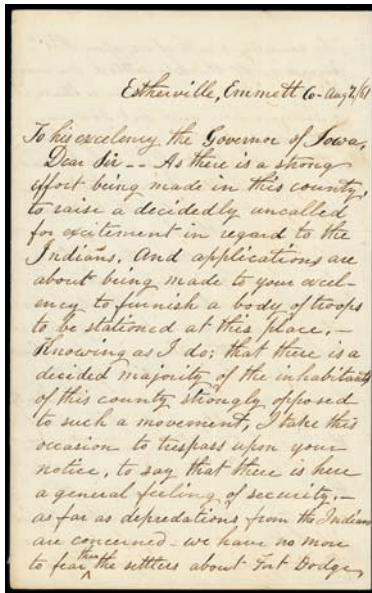 Estherville, Emmett Co- Aug 2/61
To his excelency the Governor of Iowa,
Dear Sir -- As there is a strong
effort being made in this county,
to raise a decidedly uncalled
for excitement in regard to the
Indians. And applications are
about being made to your excel-
ency to furnish a body of troops
to be stationed at this place.-
Knowing as I do; that there is a
decided majority of the inhabitants
of this county strongly opposed
to such a movement, I take this
occasion to trespass upon your
notice, to say that there is here
a general feeling of security.-
as far as depredations from the Indians
are concerned - we have no more
to fear than the settlers about Fort Dodge,